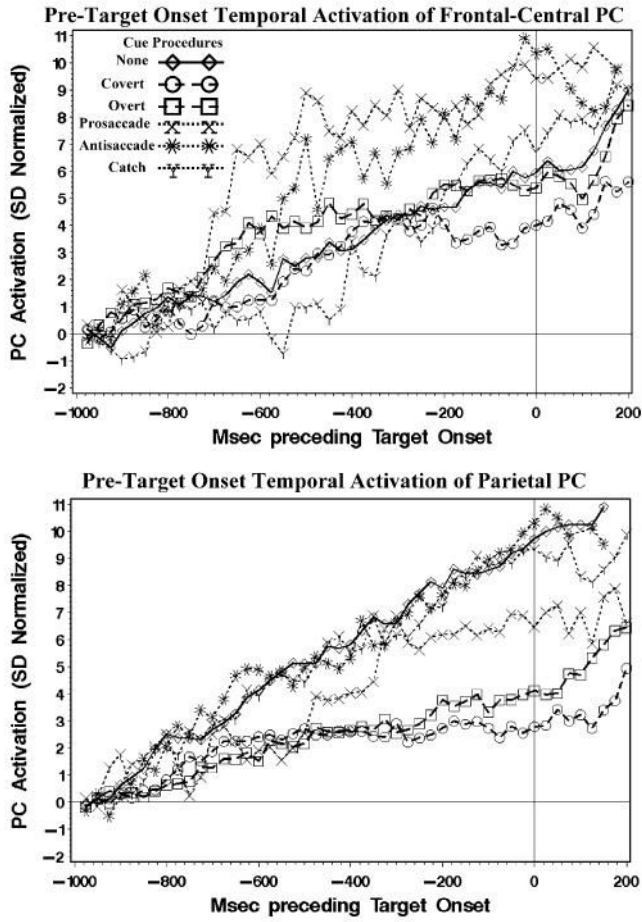 Pre-Target Onset Temporal Activation of Frontal-Central PC
11
10
9
8
7
6
5
4
3
2
1
0
−1
−2
PC Activation (SD Normalized)
Cue Procedures
None
Covert
Overt
Prosaccade
Antisaccade
Catch
−1000 −800 −600 −400 −200 0 200
Msec preceding Target Onset
Pre-Target Onset Temporal Activation of Parietal PC
11
10
9
8
7
6
5
4
3
2
1
0
−1
−2
PC Activation (SD Normalized)
−1000 −800 −600 −400 −200 0 200
Msec preceding Target Onset